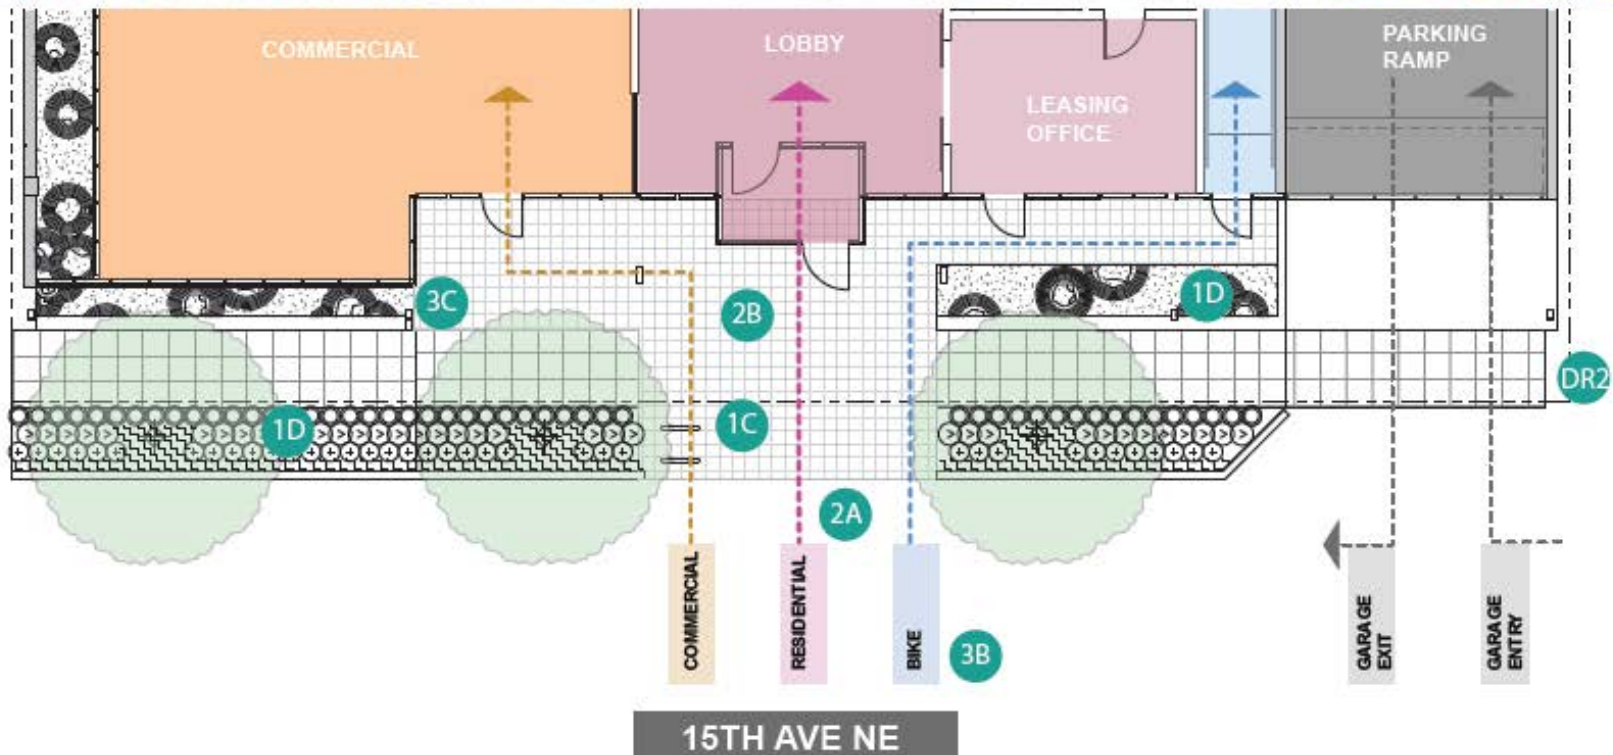 COMMERCIAL
LOBBY
PARKING
RAMP
LEASING
OFFICE
3C
2B
1D
DR2
1D
1C
2A
COMMERCIAL
RESIDENTIAL
BIKE
3B
GARAGE
EXIT
GARAGE
ENTRY
15TH AVE NE